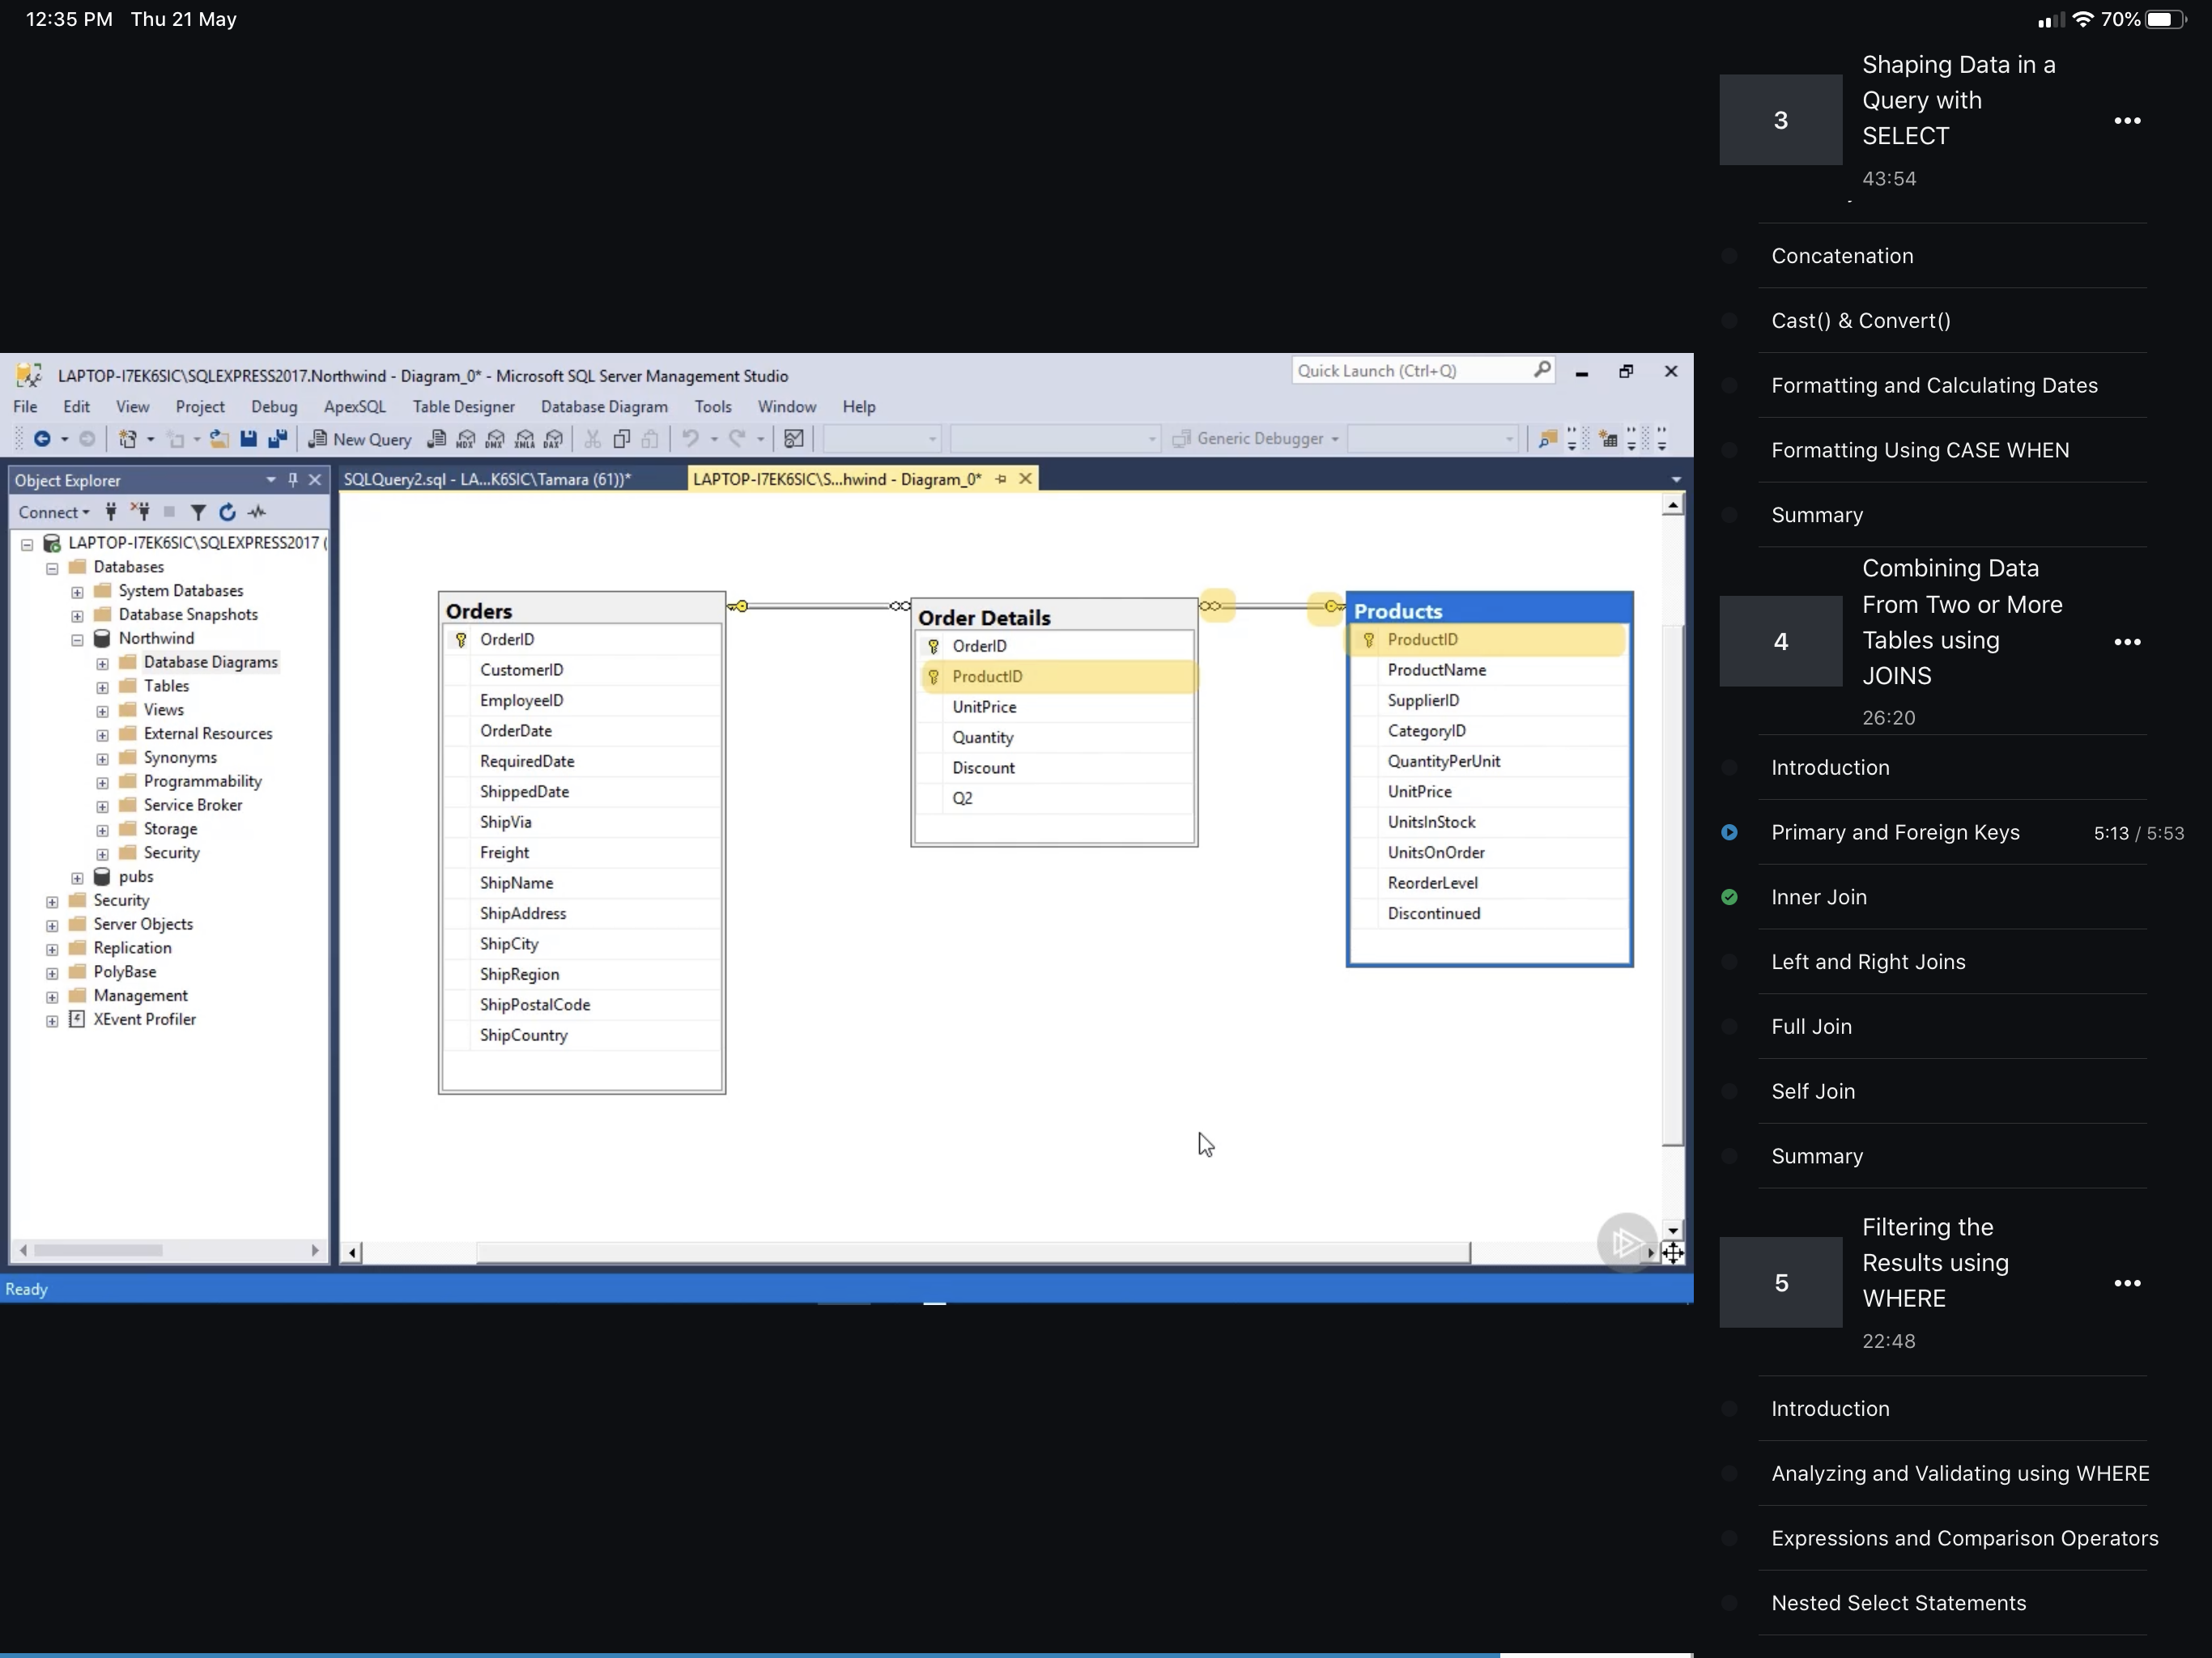 12:35 PM Thu 21 May
70%
LAPTOP-I7EK6SIC\SQLEXPRESS2017.Northwind - Diagram_0* - Microsoft SQL Server Management Studio
Quick Launch (Ctrl+Q)
File Edit View Project Debug ApexSQL Table Designer Database Diagram Tools Window Help
New Query
MDX DMX XMLA DAX
Generic Debugger
Object Explorer
Connect
LAPTOP-I7EK6SIC\SQLEXPRESS2017 (
Databases
System Databases
Database Snapshots
Northwind
Database Diagrams
Tables
Views
External Resources
Synonyms
Programmability
Service Broker
Storage
Security
pubs
Security
Server Objects
Replication
PolyBase
Management
XEvent Profiler
SQLQuery2.sql - LA...K6SIC\Tamara (61))*
LAPTOP-I7EK6SIC\S...hwind - Diagram_0*
Orders
OrderID
CustomerID
EmployeeID
OrderDate
RequiredDate
ShippedDate
ShipVia
Freight
ShipName
ShipAddress
ShipCity
ShipRegion
ShipPostalCode
ShipCountry
Order Details
OrderID
ProductID
UnitPrice
Quantity
Discount
Q2
Products
ProductID
ProductName
SupplierID
CategoryID
QuantityPerUnit
UnitPrice
UnitsInStock
UnitsOnOrder
ReorderLevel
Discontinued
Ready
3
Shaping Data in a
Query with
SELECT
43:54
Concatenation
Cast() & Convert()
Formatting and Calculating Dates
Formatting Using CASE WHEN
Summary
4
Combining Data
From Two or More
Tables using
JOINS
26:20
Introduction
Primary and Foreign Keys 5:13 / 5:53
Inner Join
Left and Right Joins
Full Join
Self Join
Summary
5
Filtering the
Results using
WHERE
22:48
Introduction
Analyzing and Validating using WHERE
Expressions and Comparison Operators
Nested Select Statements